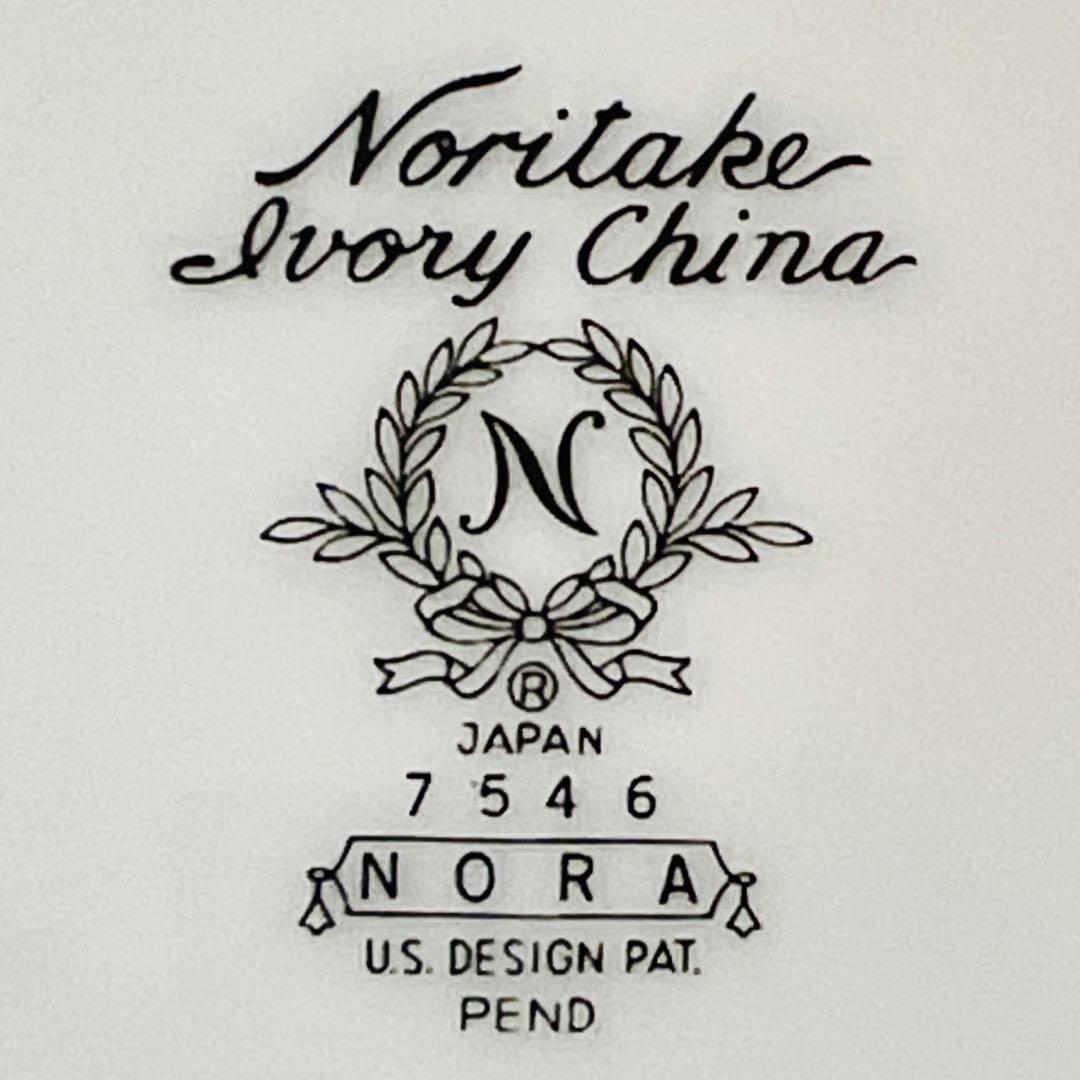 Noritake
Ivory China
N
®
JAPAN
7546
NORA
U.S. DESIGN PAT.
PEND